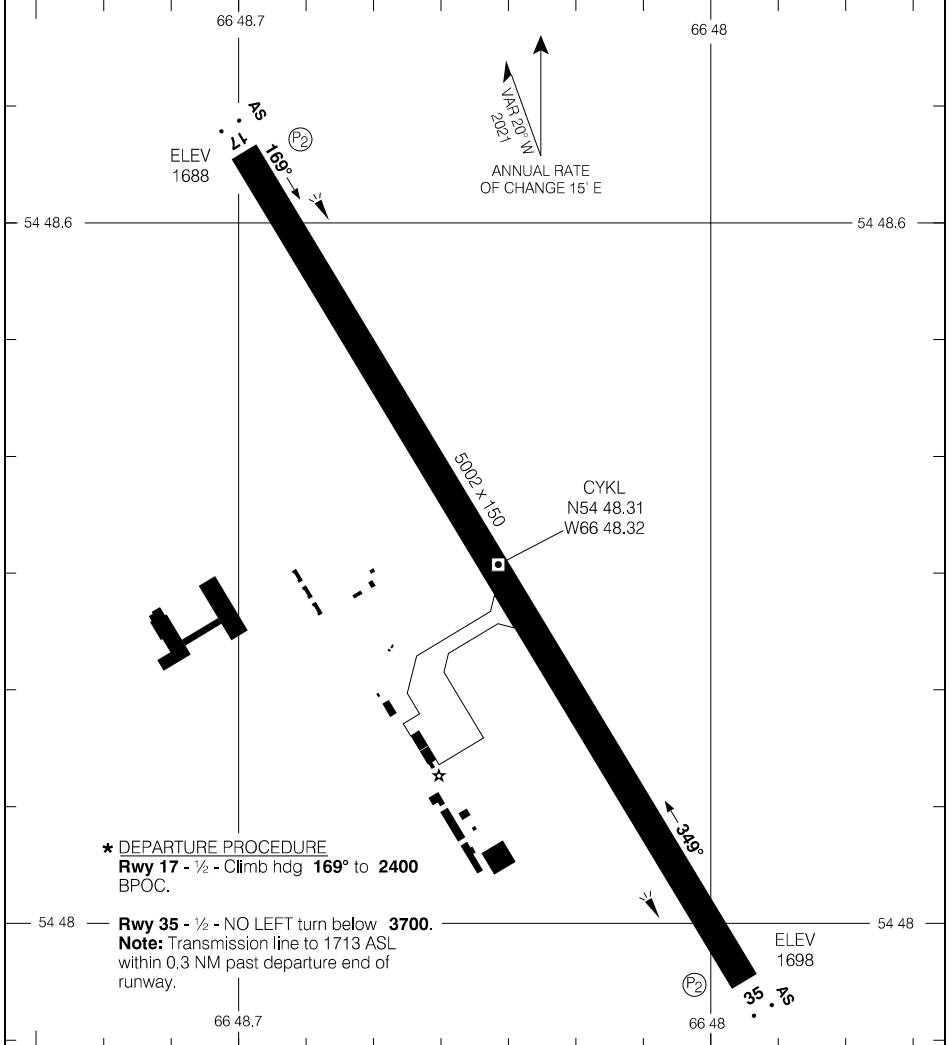 66 48.7
66 48
VAR 20° W
2021
ANNUAL RATE
OF CHANGE 15' E
AS
17
P2
169°
ELEV
1688
54 48.6
54 48.6
5002 x 150
CYKL
N54 48.31
W66 48.32
349°
* DEPARTURE PROCEDURE
Rwy 17 - ½ - Climb hdg 169° to 2400
BPOC.
54 48
Rwy 35 - ½ - NO LEFT turn below 3700.
54 48
Note: Transmission line to 1713 ASL
within 0.3 NM past departure end of
runway.
ELEV
1698
P2
35
AS
66 48.7
66 48